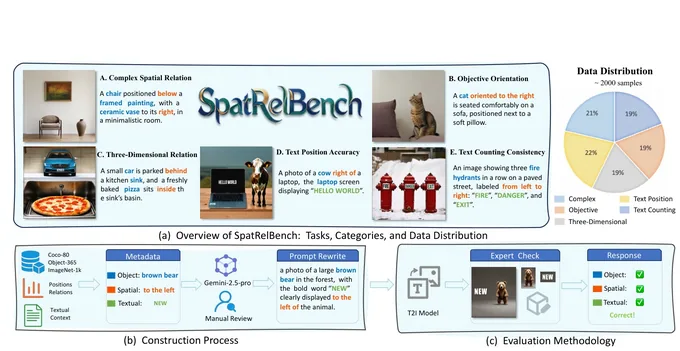 A. Complex Spatial Relation
A chair positioned below a
framed painting, with a
ceramic vase to its right, in
a minimalistic room.
SpatRelBench
B. Objective Orientation
A cat oriented to the right
is seated comfortably on a
sofa, positioned next to a
soft pillow.
C. Three-Dimensional Relation
A small car is parked behind
a kitchen sink, and a freshly
baked pizza sits inside th
e sink's basin.
D. Text Position Accuracy
A photo of a cow right of a
laptop, the laptop screen
displaying "HELLO WORLD".
HELLO WORLD
E. Text Counting Consistency
An image showing three fire
hydrants in a row on a paved
street, labeled from left to
right: "FIRE", "DANGER", and
"EXIT".
Data Distribution
~ 2000 samples
21%
19%
22%
19%
19%
Complex
Text Position
Objective
Text Counting
Three-Dimensional
(a) Overview of SpatRelBench: Tasks, Categories, and Data Distribution
Coco-80
Object-365
ImageNet-1k
Positions
Relations
Textual
Context
Metadata
Object: brown bear
Spatial: to the left
Textual: NEW
Gemini-2.5-pro
Manual Review
Prompt Rewrite
a photo of a large brown
bear in the forest, with
the bold word "NEW"
clearly displayed to the
left of the animal.
(b) Construction Process
T2I Model
Expert Check
NEW
NEW
Response
Object:
Spatial:
Textual:
Correct!
(c) Evaluation Methodology